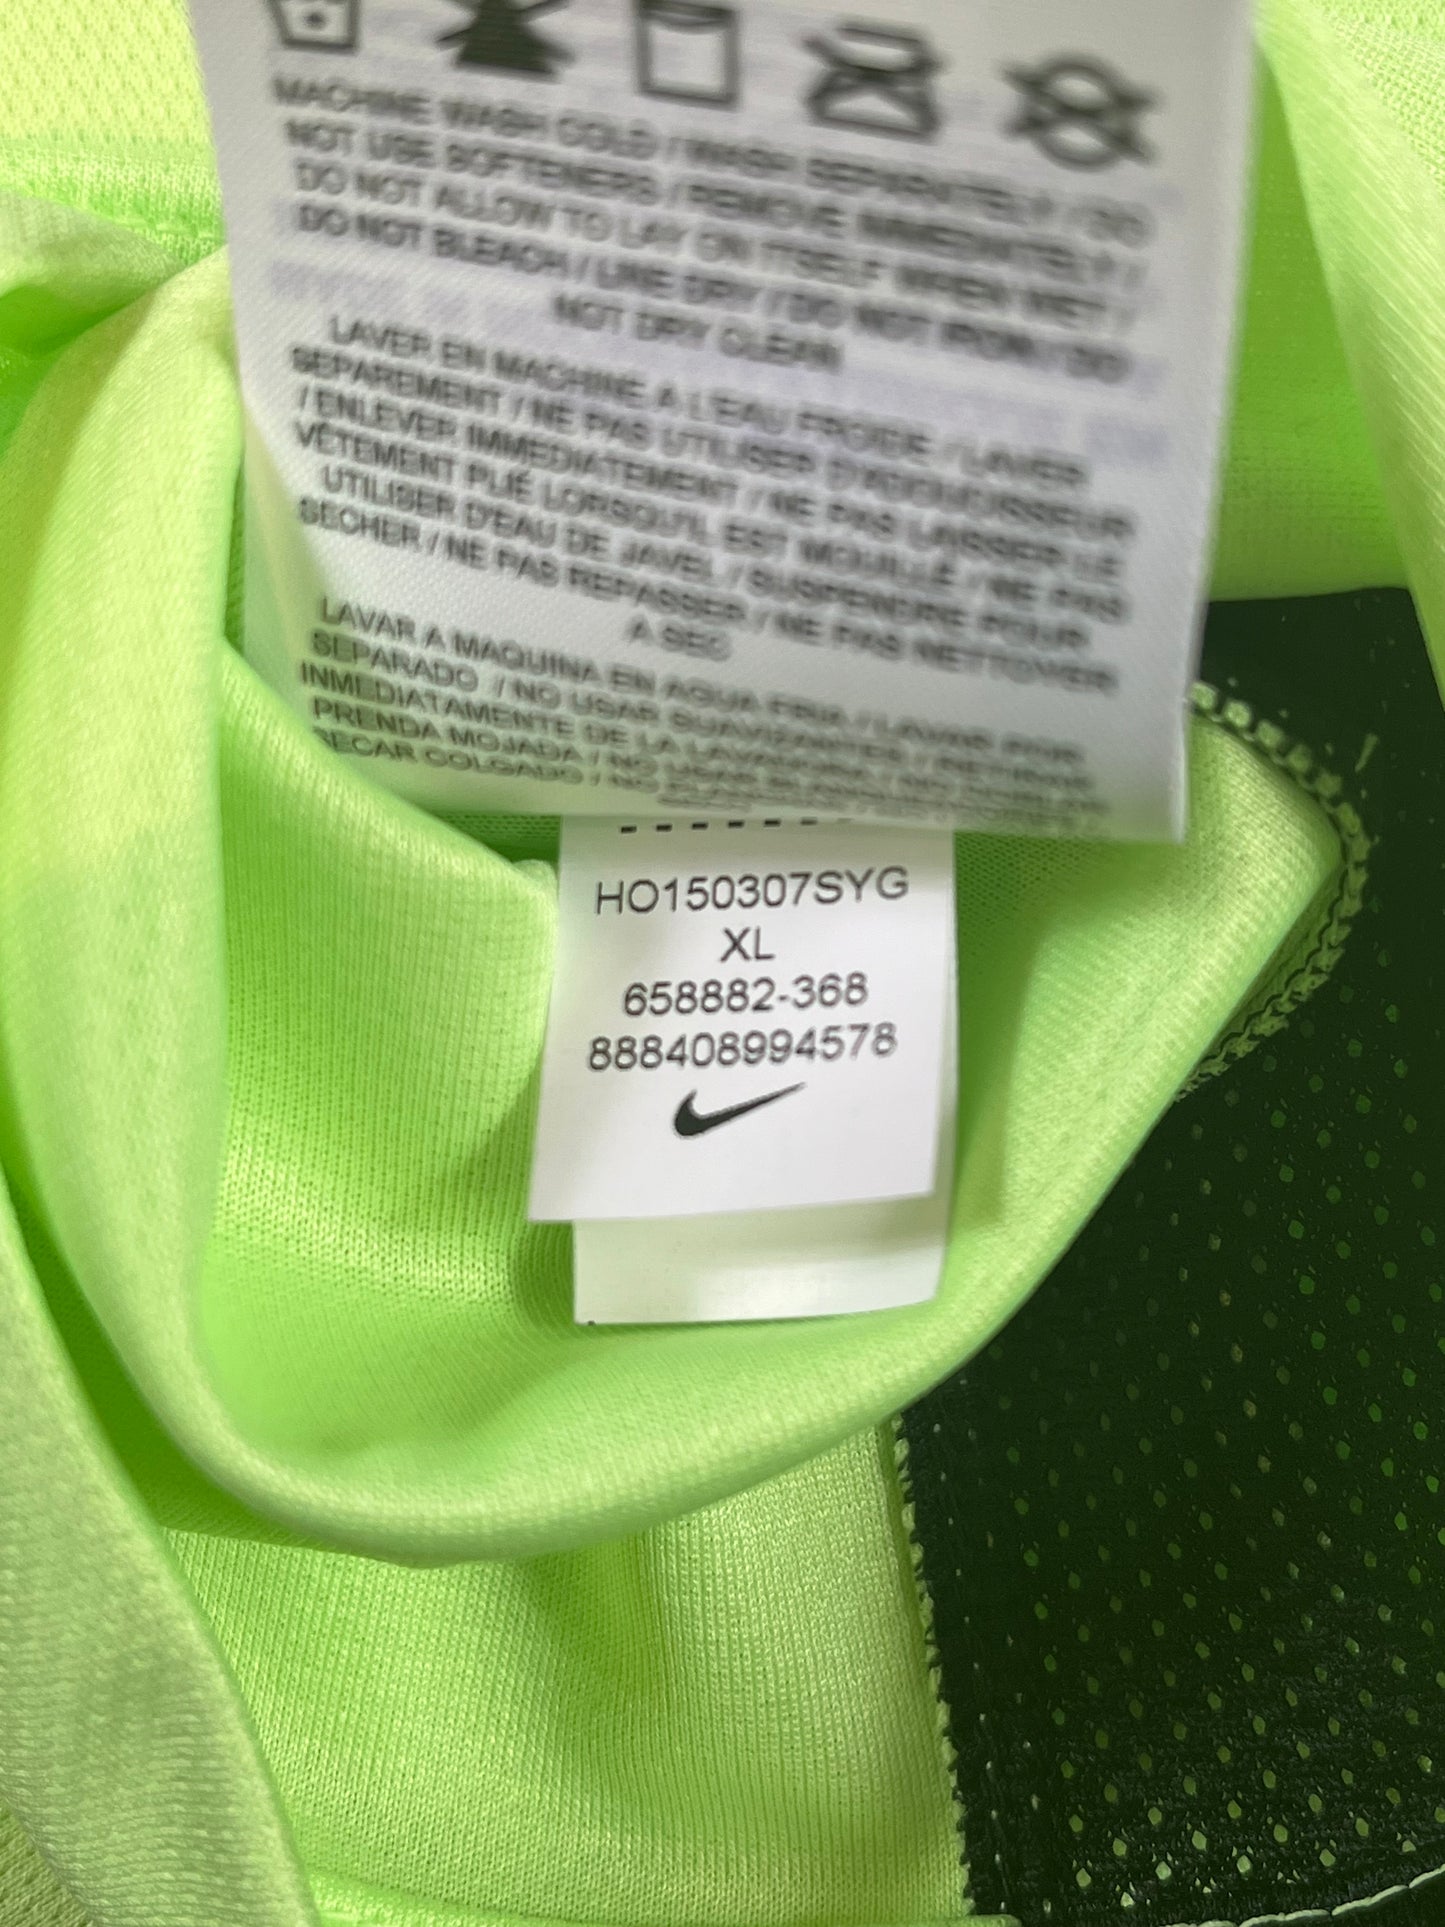 MACHINE WASH COLD / WASH SEPARATELY / DO
NOT USE SOFTENERS / REMOVE IMMEDIATELY /
DO NOT ALLOW TO LAY ON ITSELF WHEN WET /
DO NOT BLEACH / LINE DRY / DO NOT IRON / DO
NOT DRY CLEAN
LAVER EN MACHINE A L'EAU FROIDE / LAVER
SEPAREMENT / NE PAS UTILISER D'ADOUCISSEUR
/ ENLEVER IMMEDIATEMENT / NE PAS LAISSER LE
VÊTEMENT PLIÉ LORSQU'IL EST MOUILLÉ / NE PAS
UTILISER D'EAU DE JAVEL / SUSPENDRE POUR
SECHER / NE PAS REPASSER / NE PAS NETTOYER
A SEC
LAVAR A MAQUINA EN AGUA FRIA / LAVAR POR
SEPARADO / NO USAR SUAVIZANTES / RETIRAR
INMEDIATAMENTE DE LA LAVADORA / NO
PRENDA MOJADA / NO USAR
SECAR COLGADO / NO
HO150307SYG
XL
658882-368
888408994578